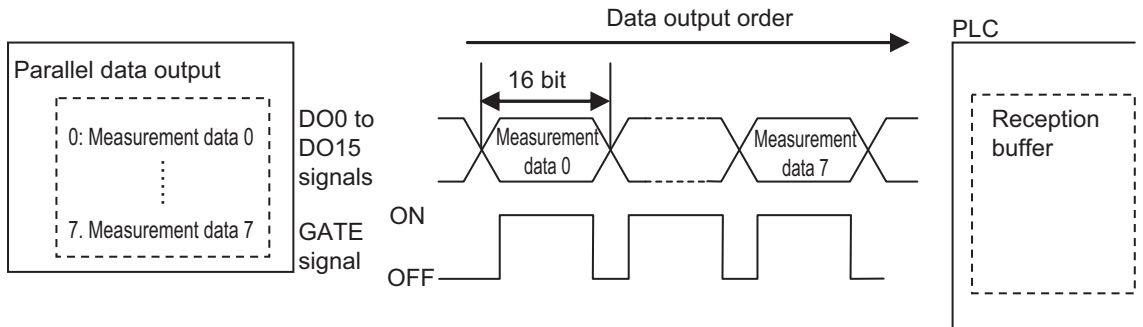 Data output order
PLC
Parallel data output
16 bit
0: Measurement data 0
7. Measurement data 7
DO0 to
DO15
signals
Measurement
data 0
Measurement
data 7
Reception
buffer
GATE
signal
ON
OFF